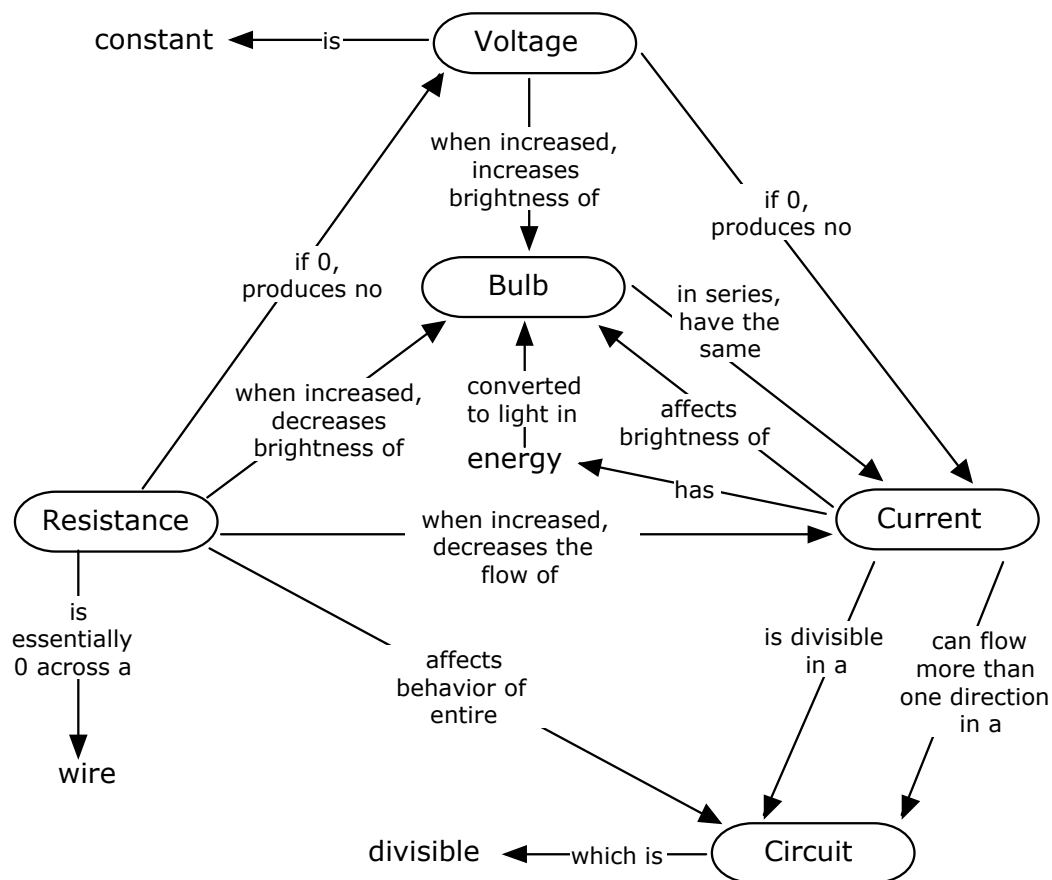 constant
is
Voltage
when increased,
increases
brightness of
if 0,
produces no
if 0,
produces no
Bulb
in series,
have the
same
when increased,
decreases
brightness of
converted
to light in
affects
brightness of
energy
has
Resistance
when increased,
decreases the
flow of
Current
is
essentially
0 across a
affects
behavior of
entire
is divisible
in a
can flow
more than
one direction
in a
wire
divisible
which is
Circuit